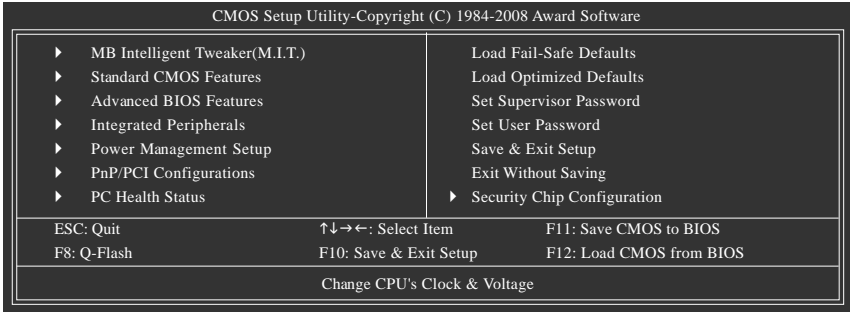 CMOS Setup Utility-Copyright (C) 1984-2008 Award Software
MB Intelligent Tweaker(M.I.T.)
Standard CMOS Features
Advanced BIOS Features
Integrated Peripherals
Power Management Setup
PnP/PCI Configurations
PC Health Status
Load Fail-Safe Defaults
Load Optimized Defaults
Set Supervisor Password
Set User Password
Save & Exit Setup
Exit Without Saving
Security Chip Configuration
ESC: Quit ↑↓→←: Select Item F11: Save CMOS to BIOS
F8: Q-Flash F10: Save & Exit Setup F12: Load CMOS from BIOS
Change CPU's Clock & Voltage